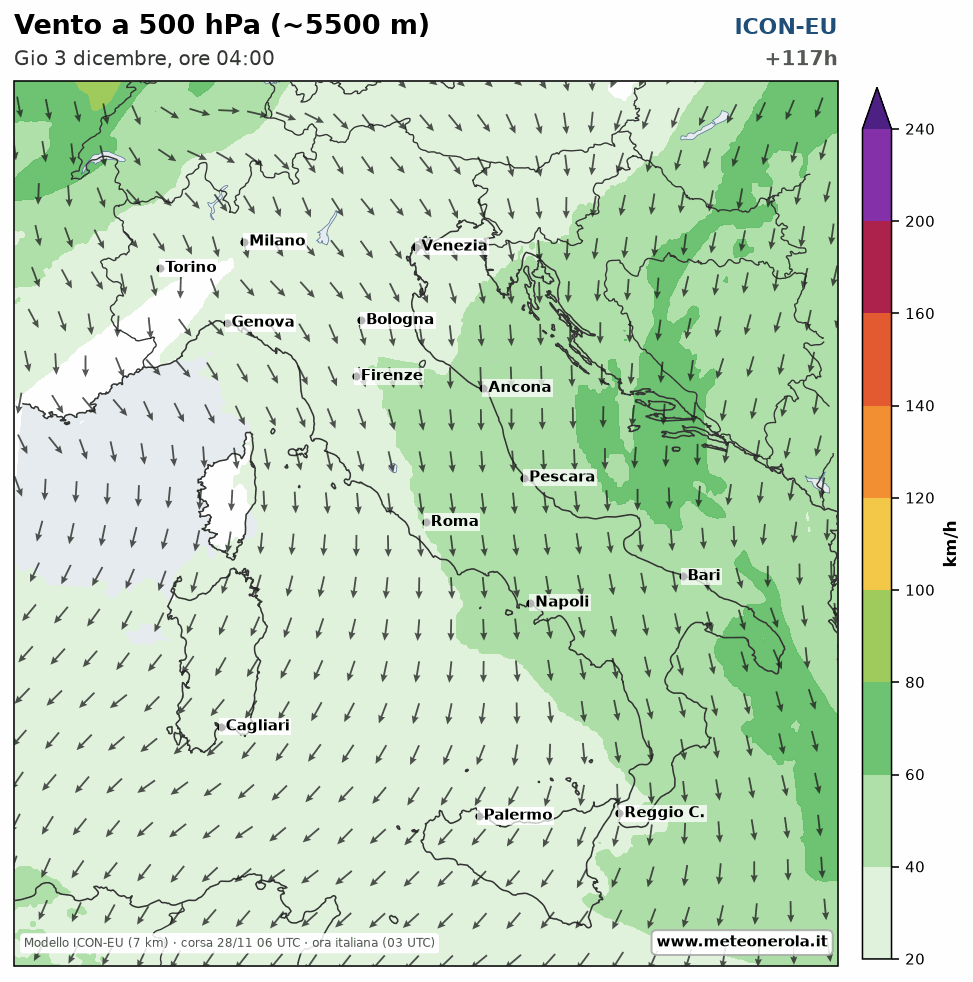 Vento a 500 hPa (~5500 m)
ICON-EU
Gio 3 dicembre, ore 04:00
+117h
Milano
Venezia
Torino
Genova
Bologna
Firenze
Ancona
Pescara
Roma
Bari
Napoli
Cagliari
Palermo
Reggio C.
240
200
160
140
120
100
80
60
40
20
km/h
Modello ICON-EU (7 km) · corsa 28/11 06 UTC · ora italiana (03 UTC)
www.meteonerola.it